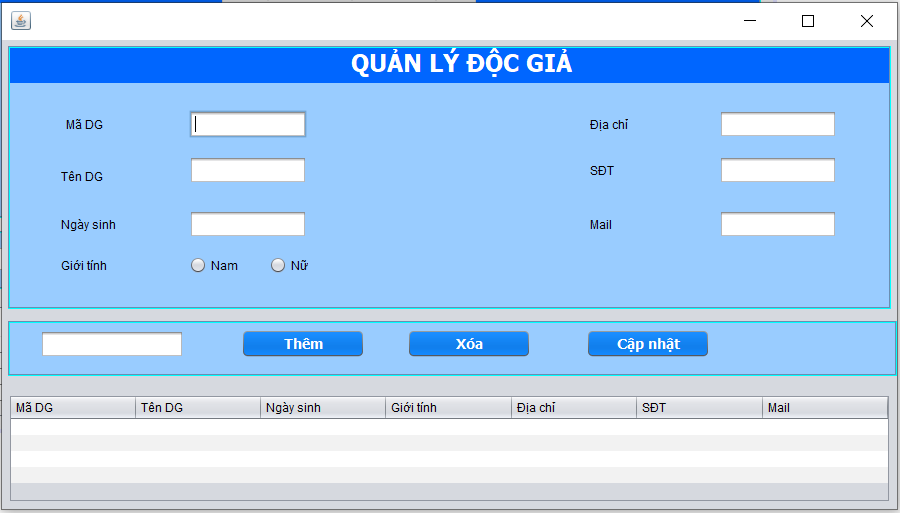 QUẢN LÝ ĐỘC GIẢ
Mã DG
Địa chỉ
Tên DG
SĐT
Ngày sinh
Mail
Giới tính Nam Nữ
Thêm Xóa Cập nhật
Mã DG Tên DG Ngày sinh Giới tính Địa chỉ SĐT Mail